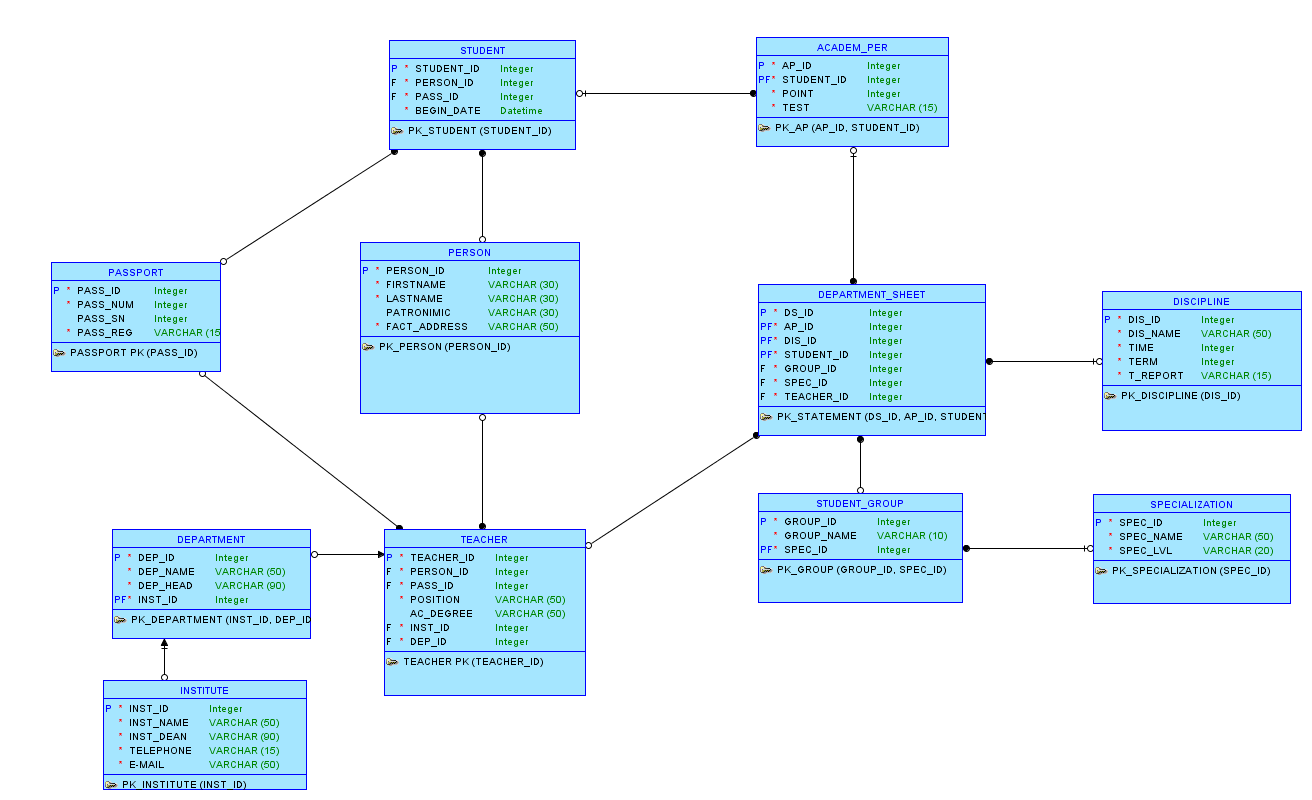 STUDENT
P * STUDENT_ID Integer
F * PERSON_ID Integer
F * PASS_ID Integer
* BEGIN_DATE Datetime
PK_STUDENT (STUDENT_ID)
ACADEM_PER
P * AP_ID Integer
PF* STUDENT_ID Integer
* POINT Integer
* TEST VARCHAR (15)
PK_AP (AP_ID, STUDENT_ID)
PASSPORT
P * PASS_ID Integer
* PASS_NUM Integer
PASS_SN Integer
* PASS_REG VARCHAR (15
PASSPORT PK (PASS_ID)
PERSON
P * PERSON_ID Integer
* FIRSTNAME VARCHAR (30)
* LASTNAME VARCHAR (30)
PATRONIMIC VARCHAR (30)
* FACT_ADDRESS VARCHAR (50)
PK_PERSON (PERSON_ID)
DEPARTMENT_SHEET
P * DS_ID Integer
PF* AP_ID Integer
PF* DIS_ID Integer
PF* STUDENT_ID Integer
F * GROUP_ID Integer
F * SPEC_ID Integer
F * TEACHER_ID Integer
PK_STATEMENT (DS_ID, AP_ID, STUDENT
DISCIPLINE
P * DIS_ID Integer
* DIS_NAME VARCHAR (50)
* TIME Integer
* TERM Integer
* T_REPORT VARCHAR (15)
PK_DISCIPLINE (DIS_ID)
DEPARTMENT
P * DEP_ID Integer
* DEP_NAME VARCHAR (50)
* DEP_HEAD VARCHAR (90)
PF* INST_ID Integer
PK_DEPARTMENT (INST_ID, DEP_ID
TEACHER
P * TEACHER_ID Integer
F * PERSON_ID Integer
F * PASS_ID Integer
* POSITION VARCHAR (50)
AC_DEGREE VARCHAR (50)
F * INST_ID Integer
F * DEP_ID Integer
TEACHER PK (TEACHER_ID)
STUDENT_GROUP
P * GROUP_ID Integer
* GROUP_NAME VARCHAR (10)
PF* SPEC_ID Integer
PK_GROUP (GROUP_ID, SPEC_ID)
SPECIALIZATION
P * SPEC_ID Integer
* SPEC_NAME VARCHAR (50)
* SPEC_LVL VARCHAR (20)
PK_SPECIALIZATION (SPEC_ID)
INSTITUTE
P * INST_ID Integer
* INST_NAME VARCHAR (50)
* INST_DEAN VARCHAR (90)
* TELEPHONE VARCHAR (15)
* E-MAIL VARCHAR (50)
PK_INSTITUTE (INST_ID)